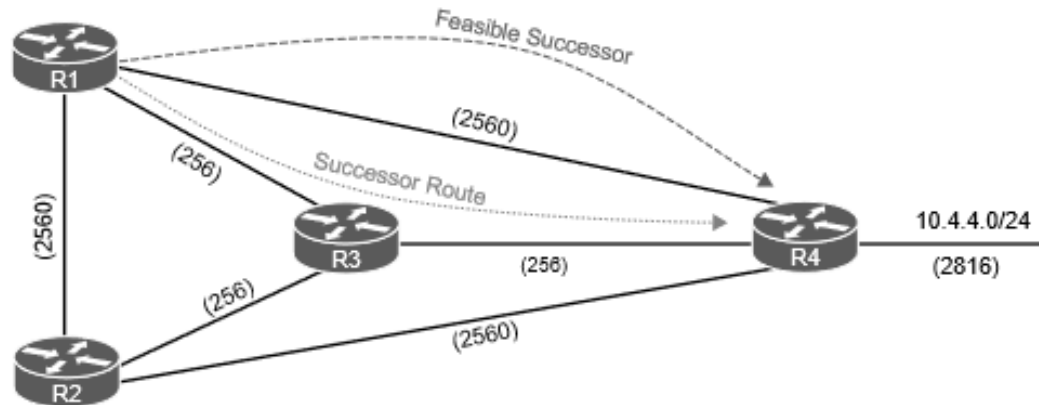 Feasible Successor
R1
(2560)
(256)
Successor Route
(2560)
R3
(256)
R4
10.4.4.0/24
(2816)
(256)
(2560)
R2